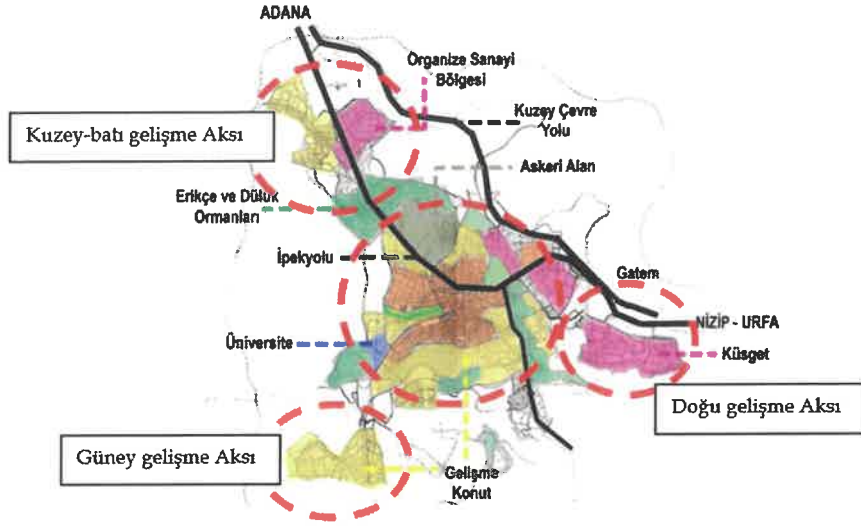 ADANA
Organize Sanayi
Bölgesi
Kuzey-batı gelişme Aksı
Kuzey Çevre
Yolu
Askeri Alan
Erikçe ve Dülük
Ormanları
İpekyolu
Gatem
NİZİP - URFA
Üniversite
Küsget
Doğu gelişme Aksı
Güney gelişme Aksı
Gelişme
Konut